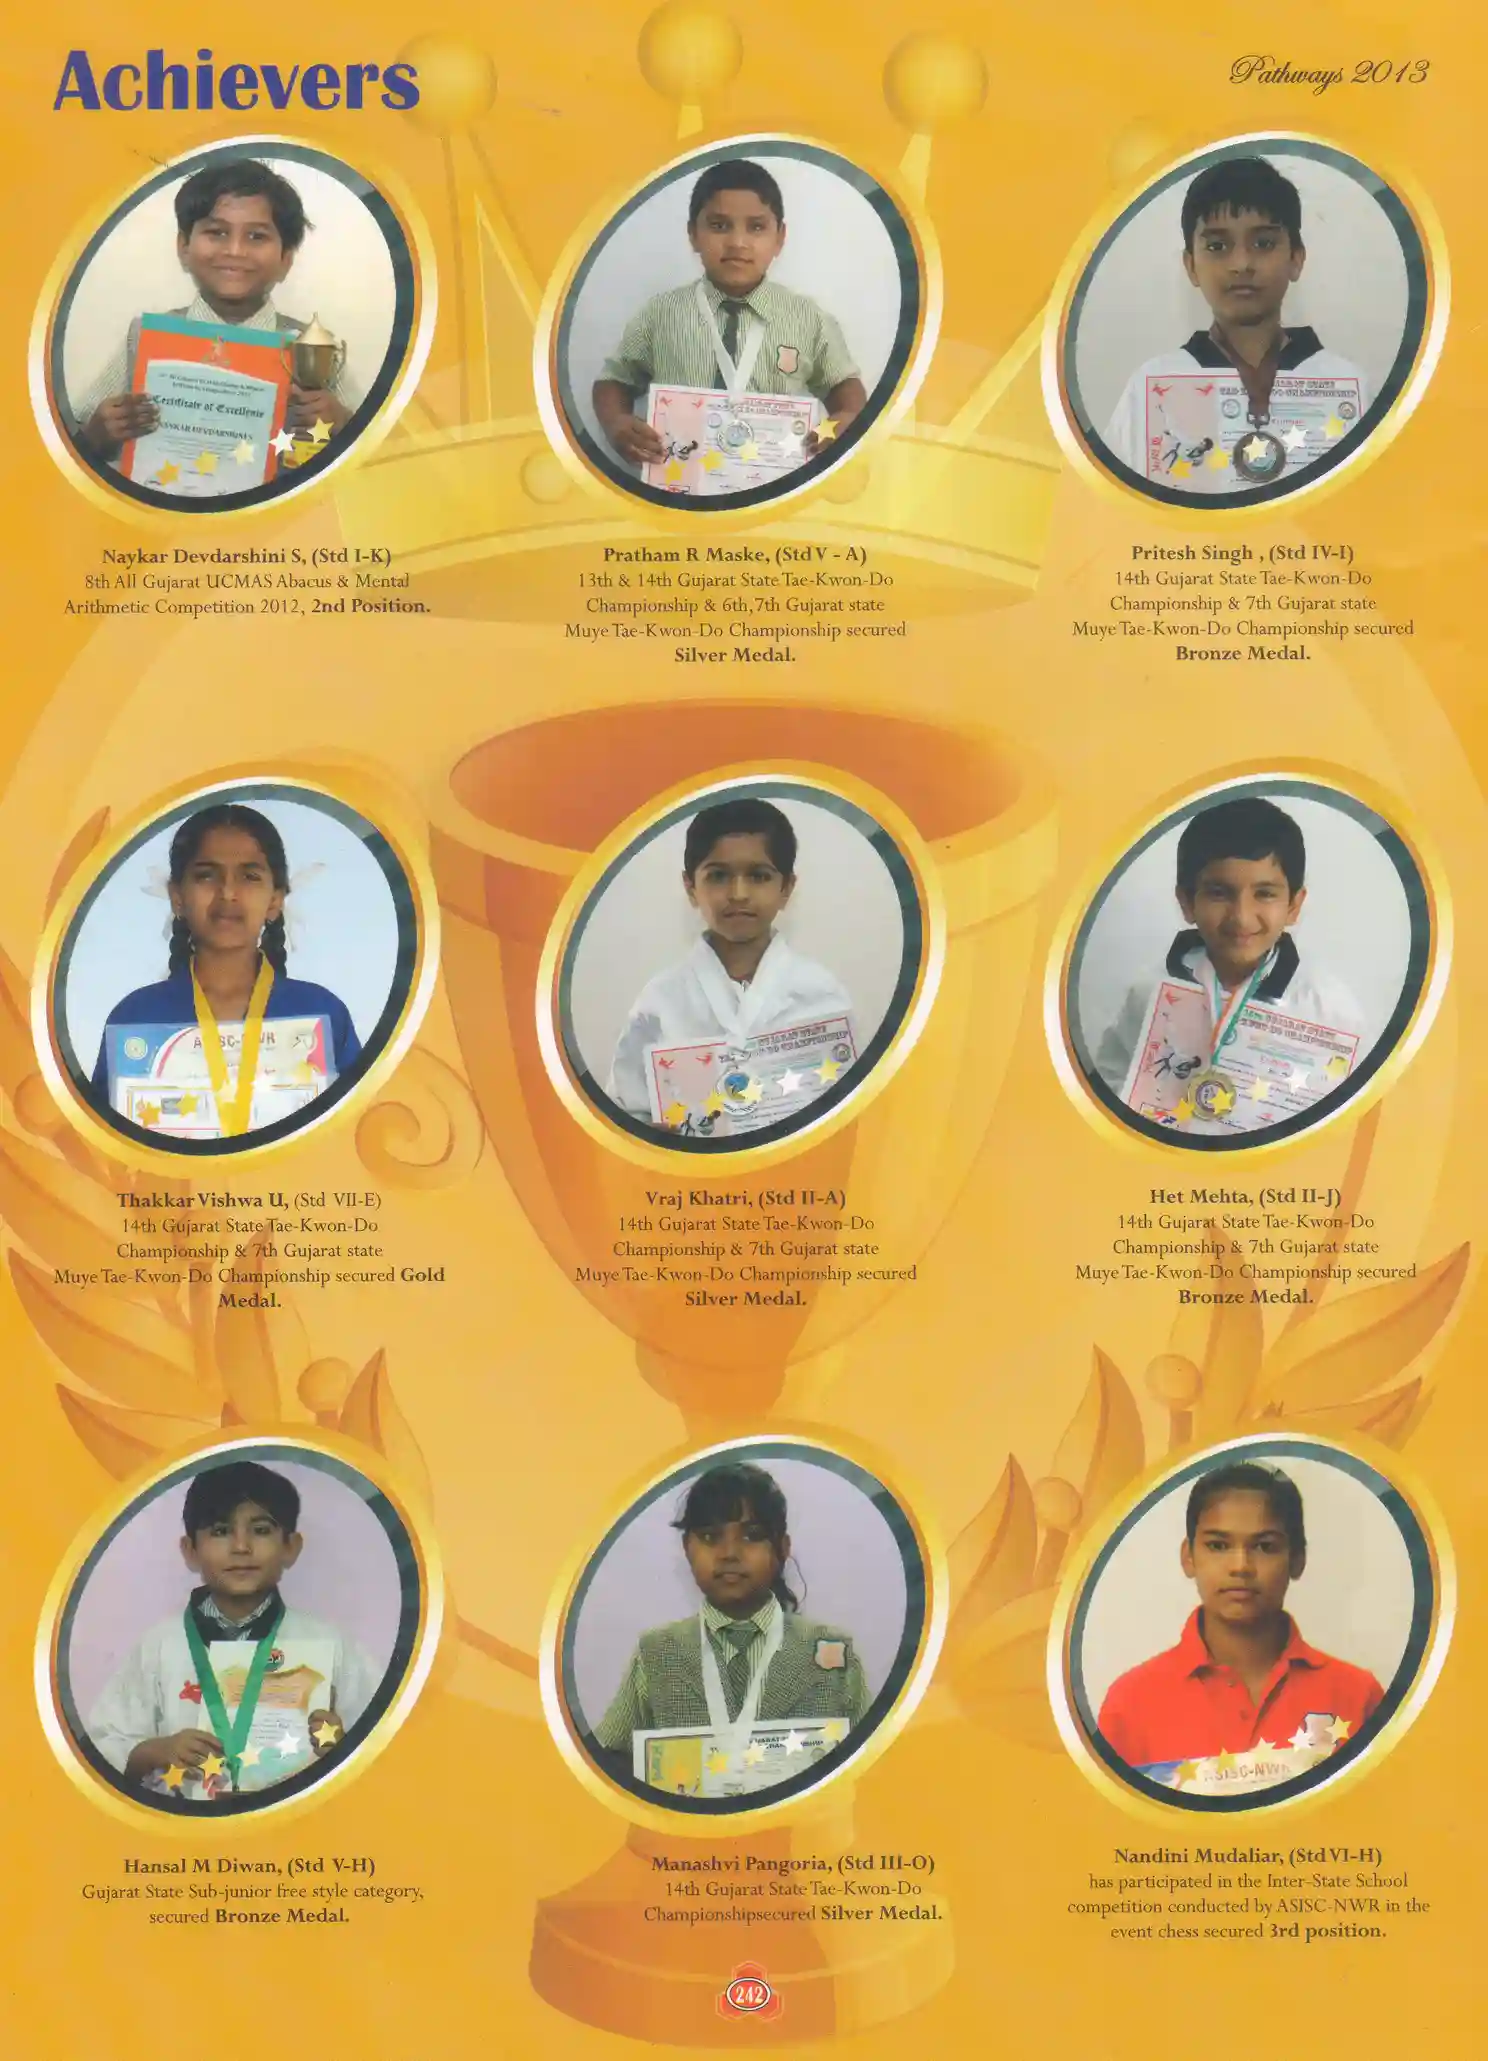 Achievers
Pathways 2013
Certificate of Excellence
NAYKAR DEVDARSHINI S
Naykar Devdarshini S, (Std I-K)
8th All Gujarat UCMAS Abacus & Mental
Arithmetic Competition 2012, 2nd Position.
Pratham R Maske, (Std V - A)
13th & 14th Gujarat State Tae-Kwon-Do
Championship & 6th,7th Gujarat state
Muye Tae-Kwon-Do Championship secured
Silver Medal.
Pritesh Singh , (Std IV-I)
14th Gujarat State Tae-Kwon-Do
Championship & 7th Gujarat state
Muye Tae-Kwon-Do Championship secured
Bronze Medal.
Thakkar Vishwa U, (Std VII-E)
14th Gujarat State Tae-Kwon-Do
Championship & 7th Gujarat state
Muye Tae-Kwon-Do Championship secured Gold
Medal.
Vraj Khatri, (Std II-A)
14th Gujarat State Tae-Kwon-Do
Championship & 7th Gujarat state
Muye Tae-Kwon-Do Championship secured
Silver Medal.
Het Mehta, (Std II-J)
14th Gujarat State Tae-Kwon-Do
Championship & 7th Gujarat state
Muye Tae-Kwon-Do Championship secured
Bronze Medal.
ASISC-NWR
Hansal M Diwan, (Std V-H)
Gujarat State Sub-junior free style category,
secured Bronze Medal.
Manashvi Pangoria, (Std III-O)
14th Gujarat State Tae-Kwon-Do
Championshipsecured Silver Medal.
Nandini Mudaliar, (Std VI-H)
has participated in the Inter-State School
competition conducted by ASISC-NWR in the
event chess secured 3rd position.
242